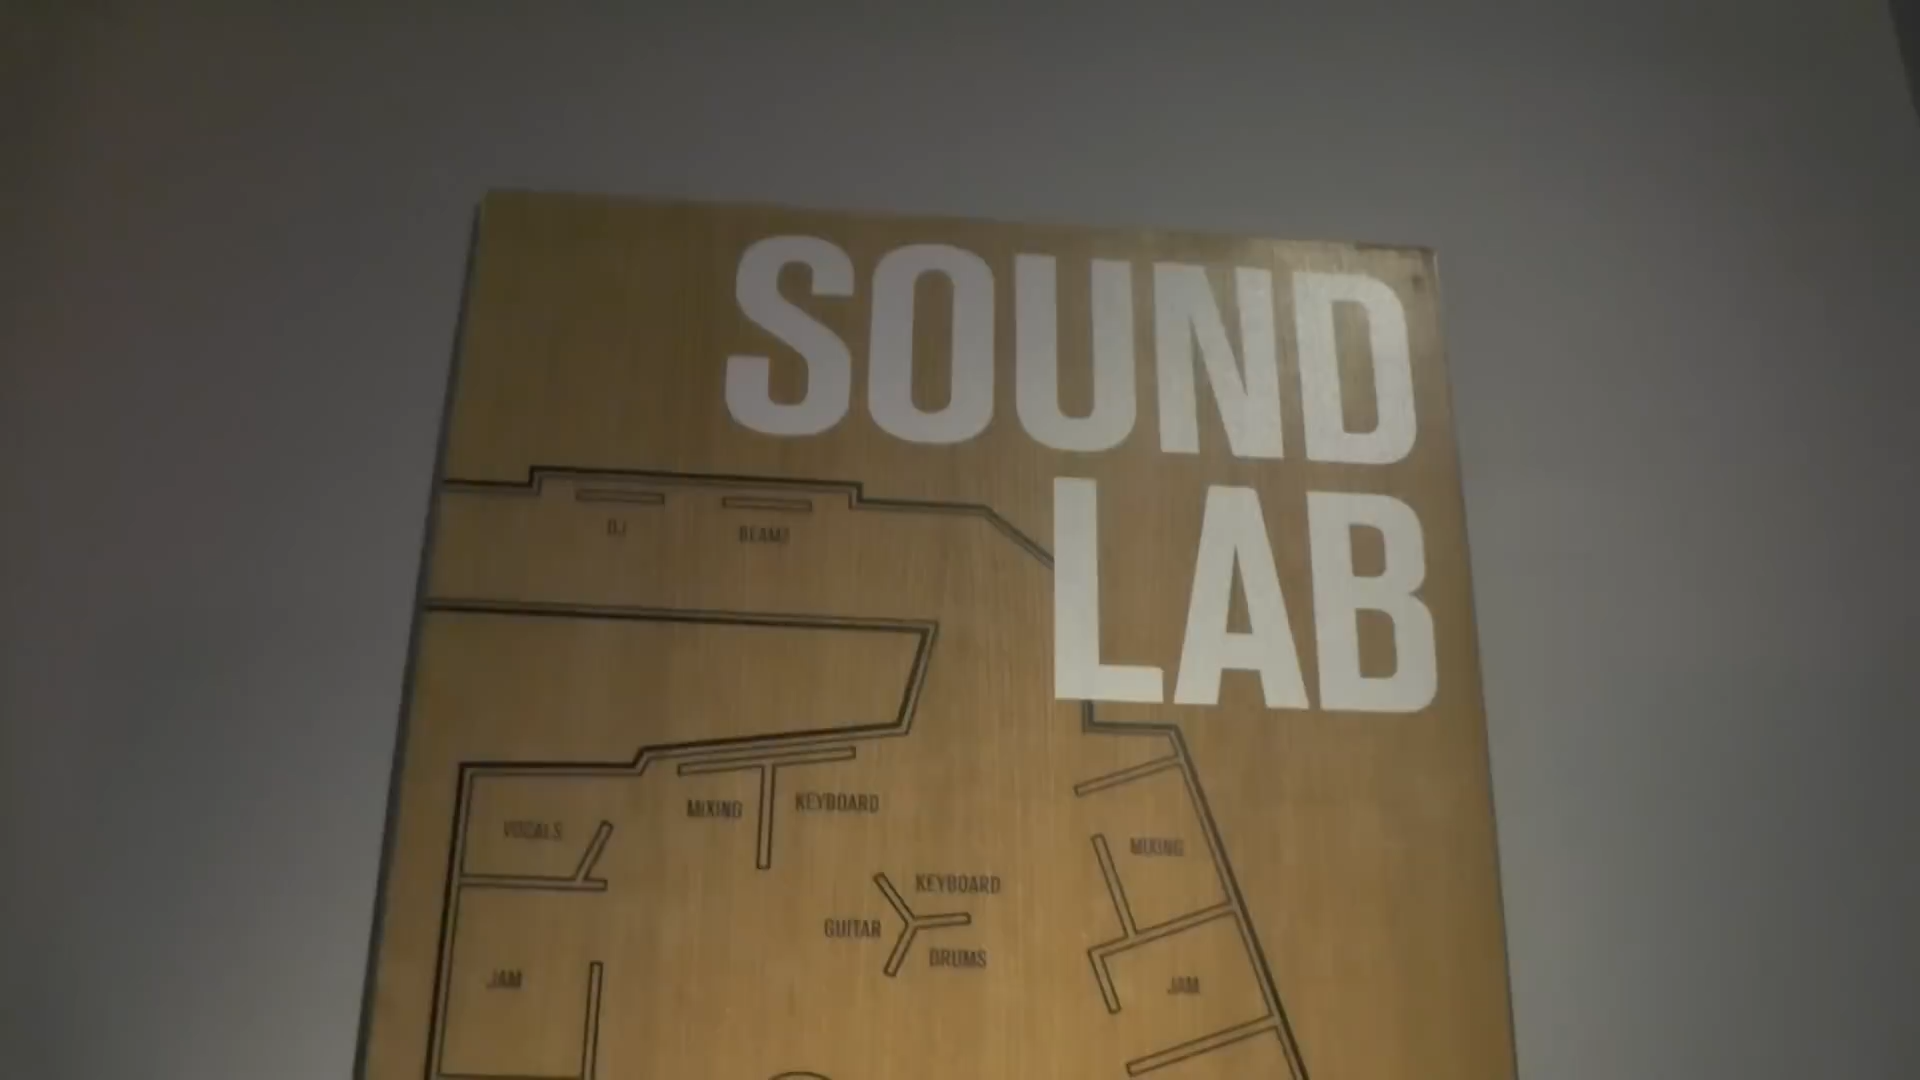 SOUND
LAB
DJ
BEAMZ
MIXING
KEYBOARD
VOCALS
MIXING
KEYBOARD
GUITAR
DRUMS
JAM
JAM